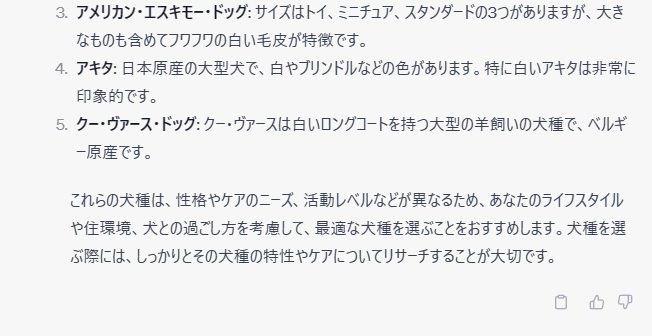 3. アメリカン・エスキモー・ドッグ: サイズはトイ、ミニチュア、スタンダードの3つがありますが、大き
なものも含めてフワフワの白い毛皮が特徴です。
4. アキタ: 日本原産の大型犬で、白やブリンドルなどの色があります。特に白いアキタは非常に
印象的です。
5. クー・ヴァース・ドッグ: クー・ヴァースは白いロングコートを持つ大型の羊飼いの犬種で、ベルギ
ー原産です。
これらの犬種は、性格やケアのニーズ、活動レベルなどが異なるため、あなたのライフスタイル
や住環境、犬との過ごし方を考慮して、最適な犬種を選ぶことをおすすめします。犬種を選
ぶ際には、しっかりとその犬種の特性やケアについてリサーチすることが大切です。